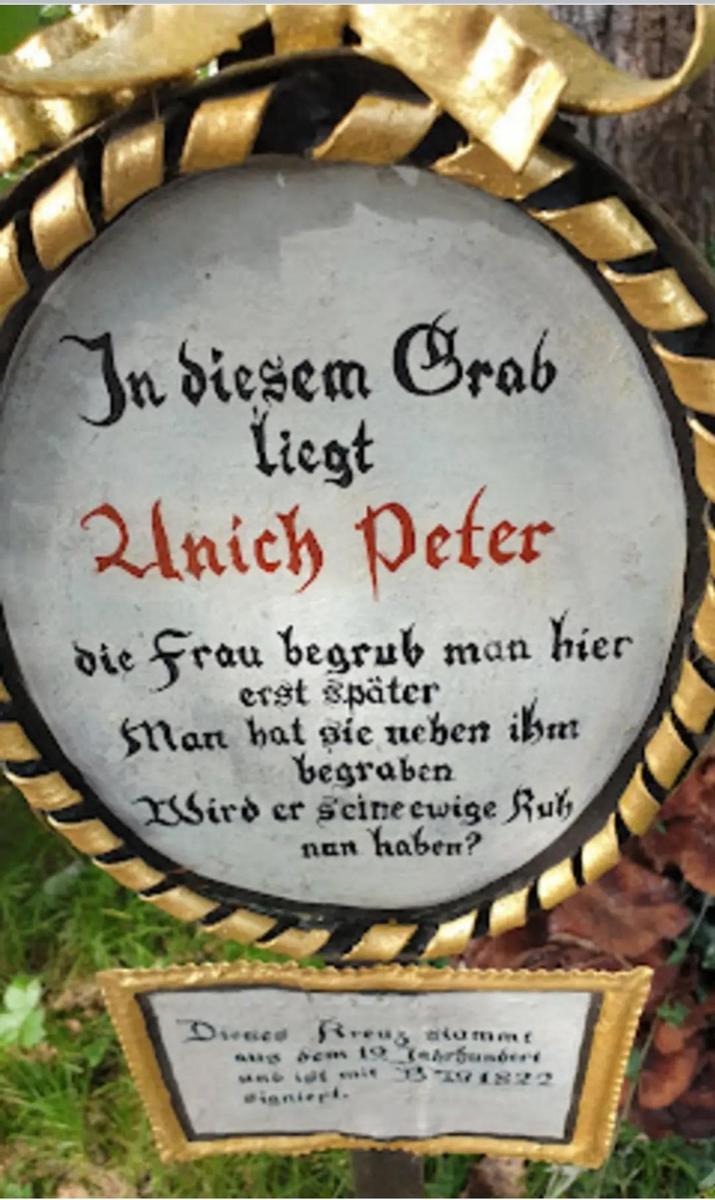 In diesem Grab
liegt
Unich Peter
die Frau begrub man hier
erst später
Man hat sie neben ihm
begraben
Wird er seine ewige Ruh
nun haben?
Dieses Kreuz stammt
aus dem 19 Jahrhundert
und ist mit 1822
signiert.